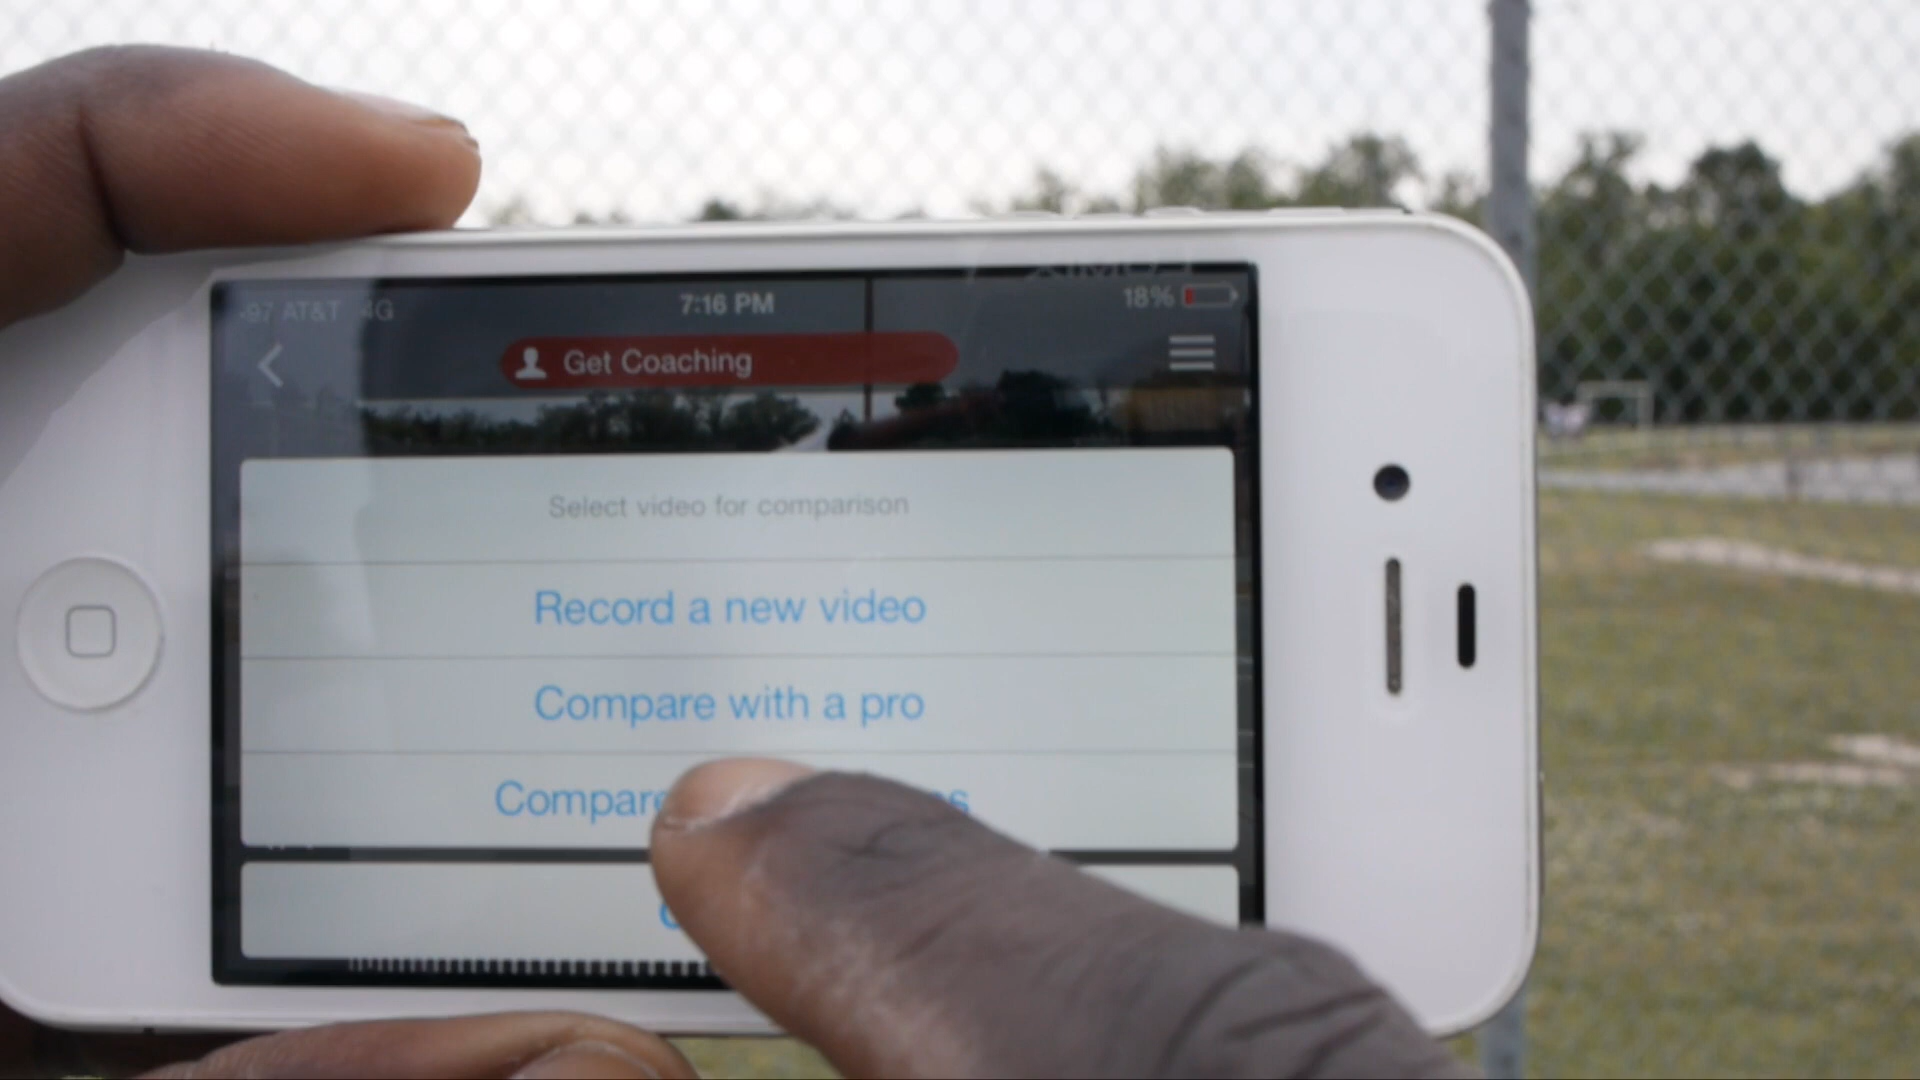 -97 AT&T 4G 7:16 PM 18%
Get Coaching
Select video for comparison
Record a new video
Compare with a pro
Compare